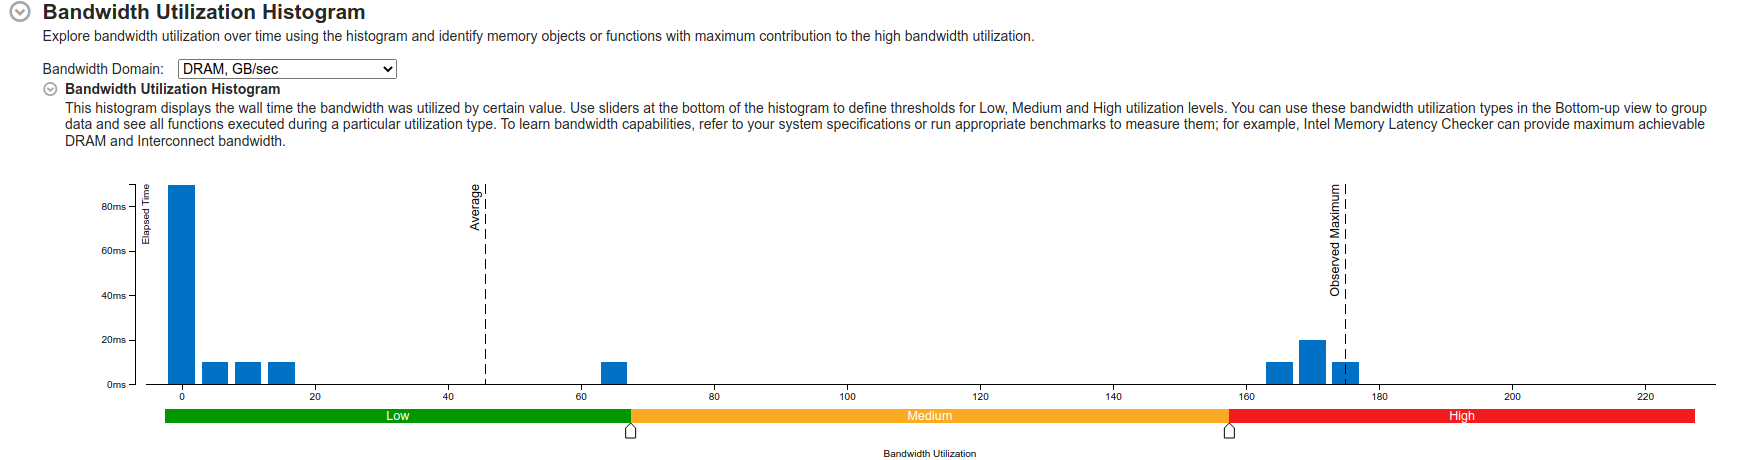 Bandwidth Utilization Histogram
Explore bandwidth utilization over time using the histogram and identify memory objects or functions with maximum contribution to the high bandwidth utilization.
Bandwidth Domain: DRAM, GB/sec
Bandwidth Utilization Histogram
This histogram displays the wall time the bandwidth was utilized by certain value. Use sliders at the bottom of the histogram to define thresholds for Low, Medium and High utilization levels. You can use these bandwidth utilization types in the Bottom-up view to group
data and see all functions executed during a particular utilization type. To learn bandwidth capabilities, refer to your system specifications or run appropriate benchmarks to measure them; for example, Intel Memory Latency Checker can provide maximum achievable
DRAM and Interconnect bandwidth.
Elapsed Time
Average
Observed Maximum
80ms
60ms
40ms
20ms
0ms
0 20 40 60 80 100 120 140 160 180 200 220
Low Medium High
Bandwidth Utilization